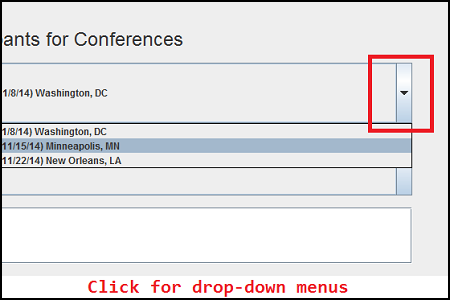 pants for Conferences
1/8/14) Washington, DC
1/8/14) Washington, DC
11/15/14) Minneapolis, MN
11/22/14) New Orleans, LA
Click for drop-down menus